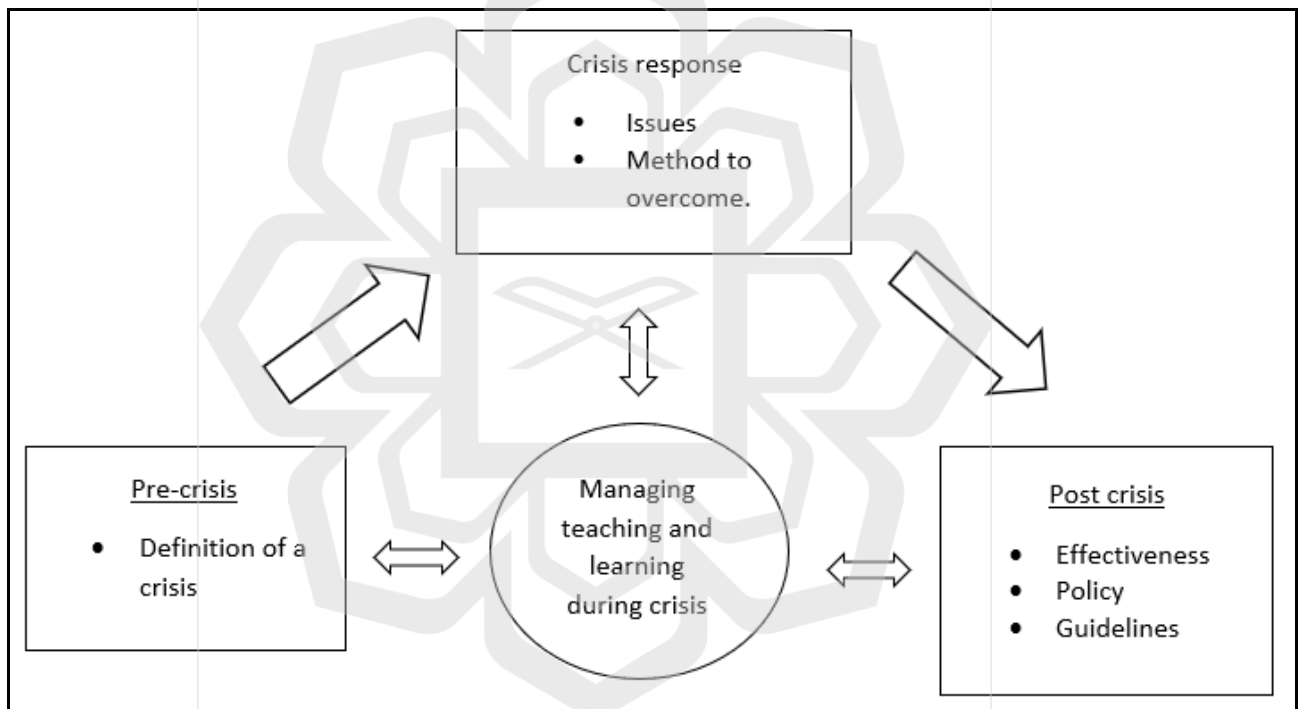 Crisis response
• Issues
• Method to
overcome.
Pre-crisis
• Definition of a
crisis
Managing
teaching and
learning
during crisis
Post crisis
• Effectiveness
• Policy
• Guidelines